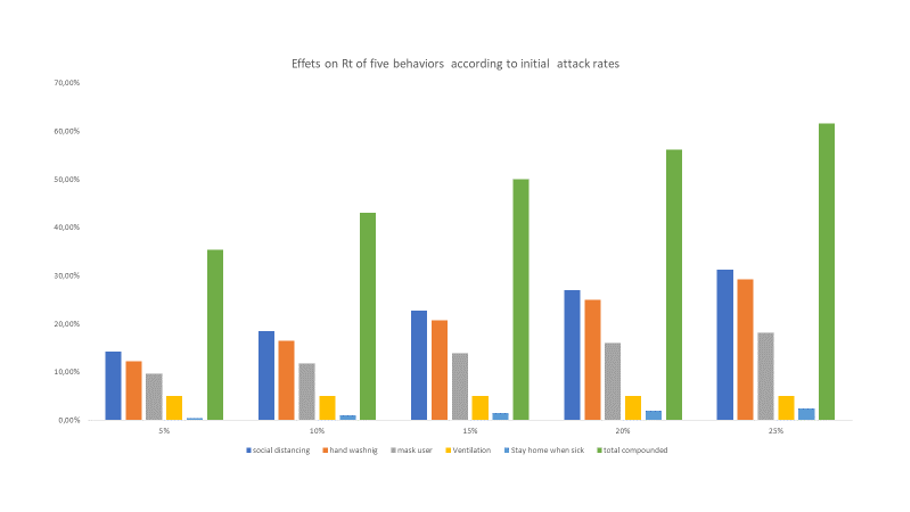 Effets on Rt of five behaviors according to initial attack rates
70,00%
60,00%
50,00%
40,00%
30,00%
20,00%
10,00%
0,00%
5% 10% 15% 20% 25%
social distancing hand washnig mask user Ventilation Stay home when sick total compounded